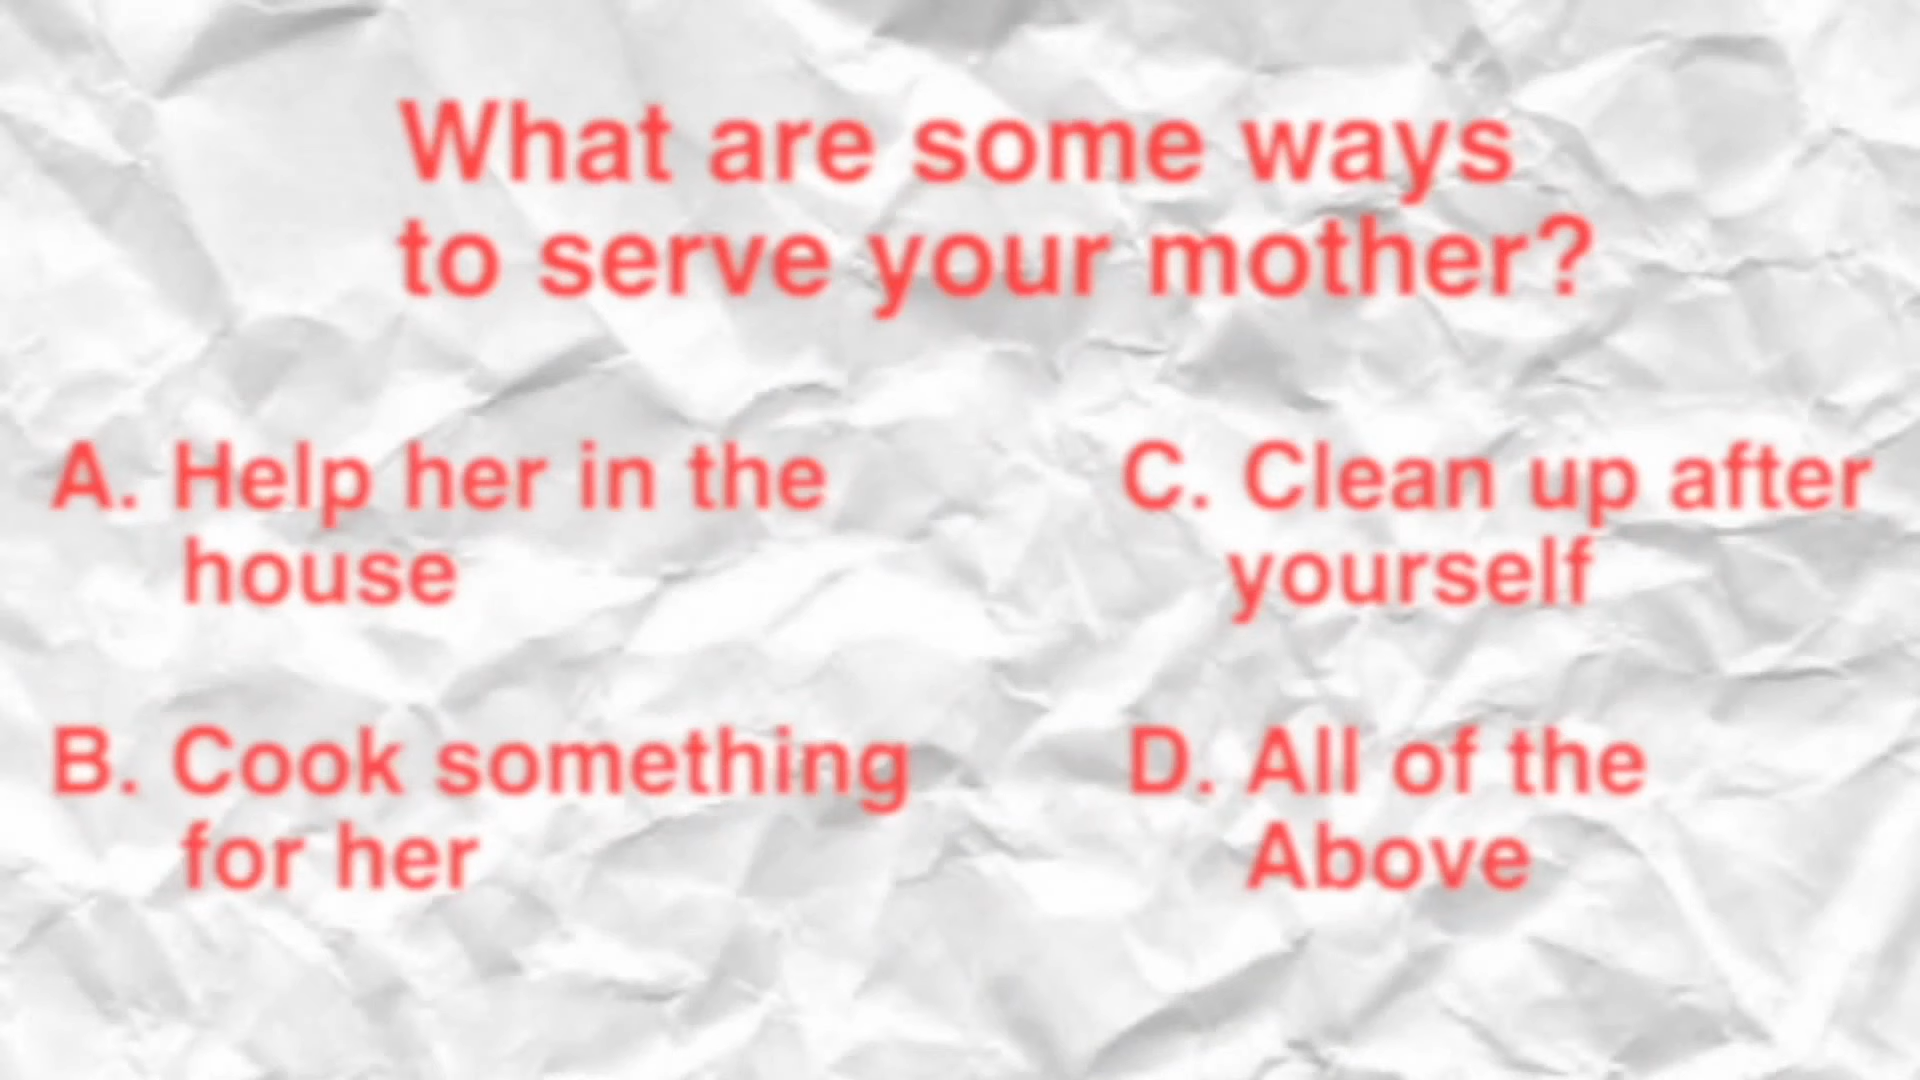 What are some ways
to serve your mother?
A. Help her in the
house
B. Cook something
for her
C. Clean up after
yourself
D. All of the
Above